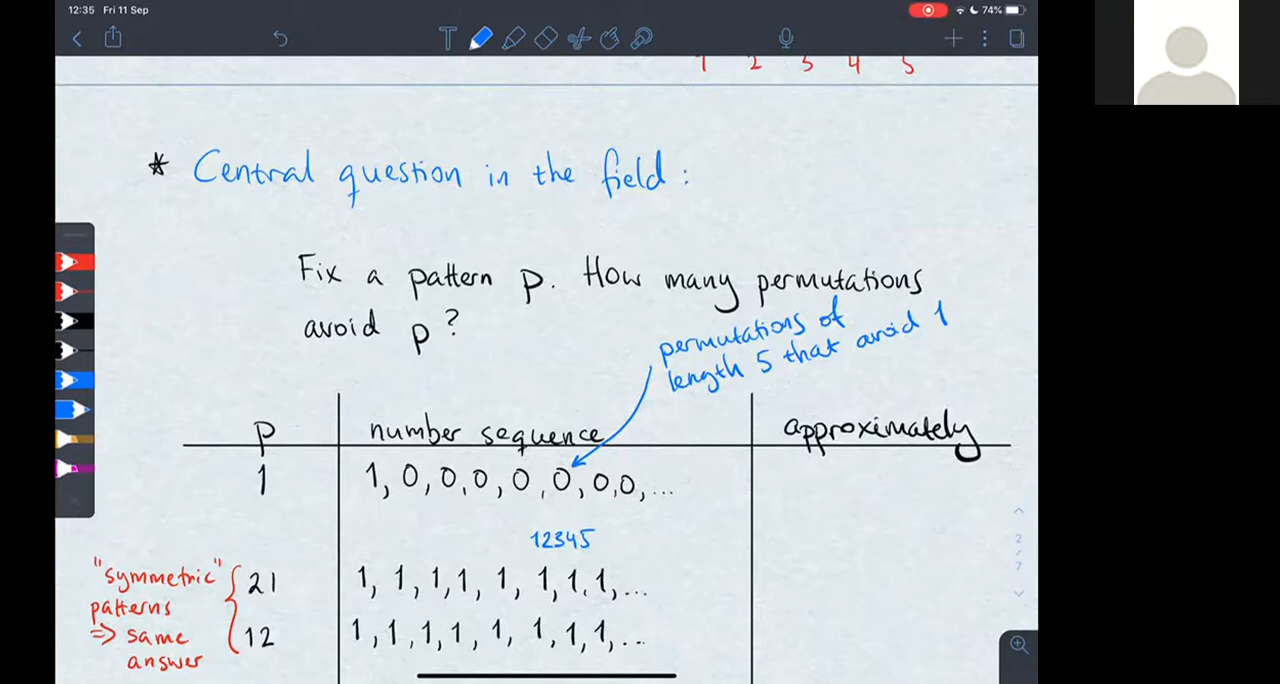 12:35 Fri 11 Sep
74%
1 2 3 4 5
* Central question in the field:
Fix a pattern p. How many permutations
avoid p?
permutations of
length 5 that avoid 1
p number sequence approximately
1 1, 0, 0, 0, 0, 0, 0, 0, ...
12345
"symmetric"
patterns
⇒ same
answer
21 1, 1, 1, 1, 1, 1, 1, 1, ...
12 1, 1, 1, 1, 1, 1, 1, 1, ...
2
/
7